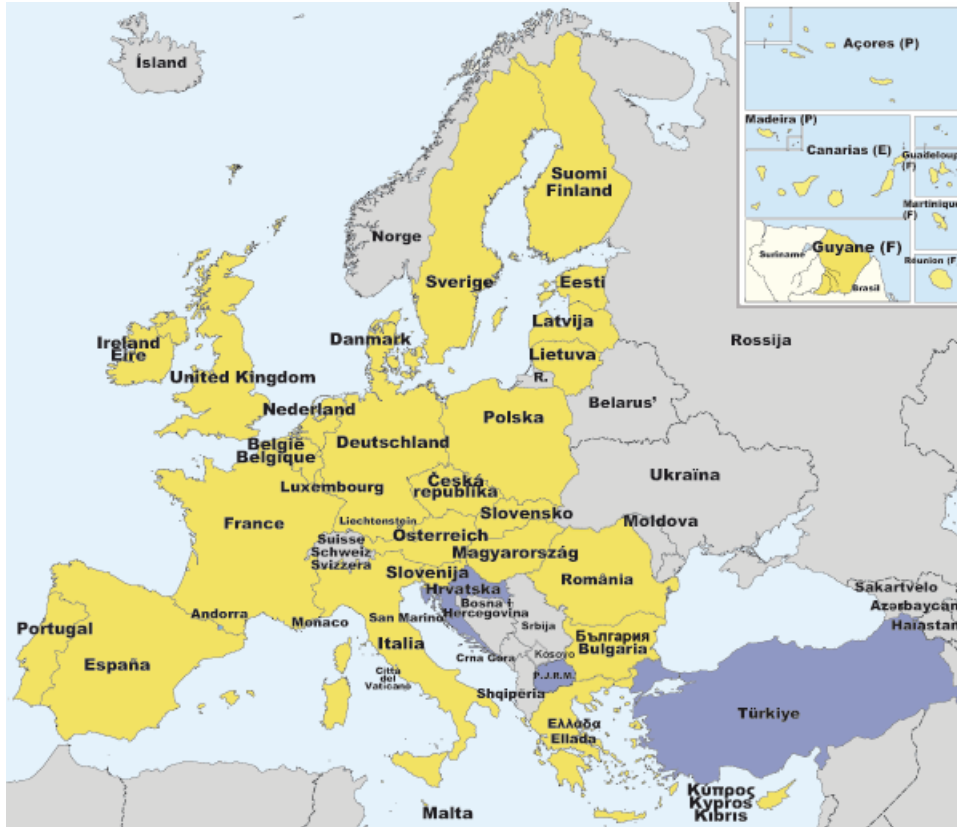 Ísland
Açores (P)
Madeira (P)
Canarias (E)
Guadeloup
(F)
Martinique
(F)
Guyane (F)
Suriname
Brasil
Réunion (F
Suomi
Finland
Norge
Sverige
Eesti
Latvija
Lietuva
R.
Danmark
Rossija
Ireland
Éire
United Kingdom
Nederland
België
Belgique
Deutschland
Polska
Belarus'
Luxembourg
Česká
republika
Ukraïna
Slovensko
France
Liechtenstein
Österreich
Moldova
Suisse
Schweiz
Svizzera
Magyarország
Slovenija
România
Hrvatska
Bosna i
Hercegovina
Sakartvelo
Azərbaycan
Haiastan
Andorra
Monaco
San Marino
Srbija
Portugal
España
Italia
България
Bulgaria
Crna Gora
Kosovo
Città
del
Vaticano
P.J.R.M.
Shqipëria
Türkiye
Ελλάδα
Ellada
Κύπρος
Kypros
Kıbrıs
Malta